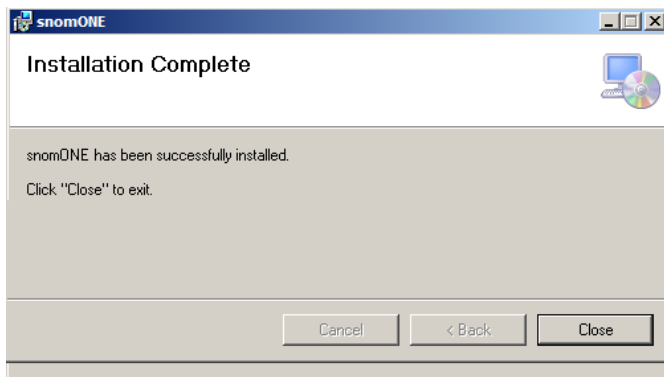 snomONE
Installation Complete
snomONE has been successfully installed.
Click "Close" to exit.
Cancel
< Back
Close